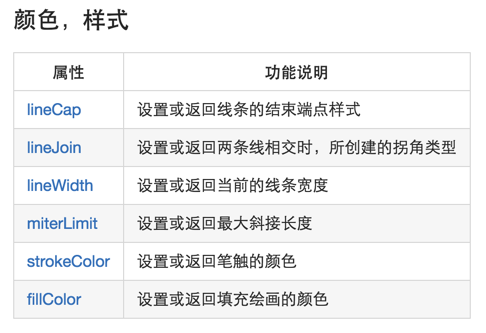 颜色，样式
属性 功能说明
lineCap 设置或返回线条的结束端点样式
lineJoin 设置或返回两条线相交时，所创建的拐角类型
lineWidth 设置或返回当前的线条宽度
miterLimit 设置或返回最大斜接长度
strokeColor 设置或返回笔触的颜色
fillColor 设置或返回填充绘画的颜色